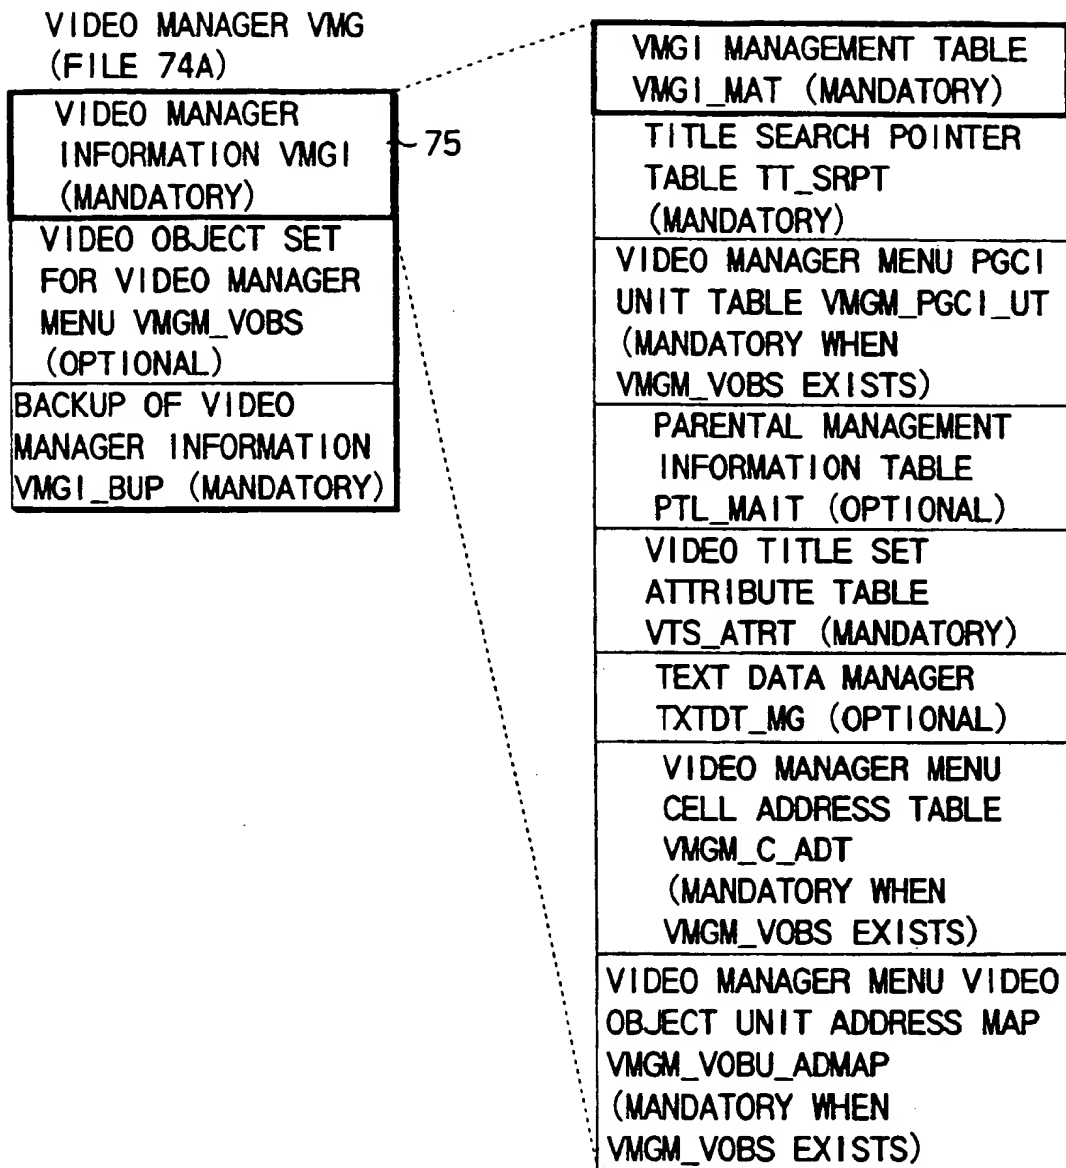 VIDEO MANAGER VMG
(FILE 74A)
VIDEO MANAGER
INFORMATION VMGI
(MANDATORY)
75
VIDEO OBJECT SET
FOR VIDEO MANAGER
MENU VMGM_VOBS
(OPTIONAL)
BACKUP OF VIDEO
MANAGER INFORMATION
VMGI_BUP (MANDATORY)
VMGI MANAGEMENT TABLE
VMGI_MAT (MANDATORY)
TITLE SEARCH POINTER
TABLE TT_SRPT
(MANDATORY)
VIDEO MANAGER MENU PGCI
UNIT TABLE VMGM_PGCI_UT
(MANDATORY WHEN
VMGM_VOBS EXISTS)
PARENTAL MANAGEMENT
INFORMATION TABLE
PTL_MAIT (OPTIONAL)
VIDEO TITLE SET
ATTRIBUTE TABLE
VTS_ATRT (MANDATORY)
TEXT DATA MANAGER
TXTDT_MG (OPTIONAL)
VIDEO MANAGER MENU
CELL ADDRESS TABLE
VMGM_C_ADT
(MANDATORY WHEN
VMGM_VOBS EXISTS)
VIDEO MANAGER MENU VIDEO
OBJECT UNIT ADDRESS MAP
VMGM_VOBU_ADMAP
(MANDATORY WHEN
VMGM_VOBS EXISTS)